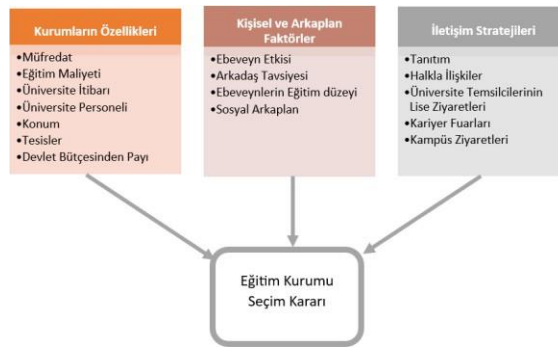 Kurumların Özellikleri
•Müfredat
•Eğitim Maliyeti
•Üniversite İtibarı
•Üniversite Personeli
•Konum
•Tesisler
•Devlet Bütçesinden Payı
Kişisel ve Arkaplan
Faktörler
•Ebeveyn Etkisi
•Arkadaş Tavsiyesi
•Ebeveynlerin Eğitim düzeyi
•Sosyal Arkaplan
İletişim Stratejileri
•Tanıtım
•Halkla İlişkiler
•Üniversite Temsilcilerinin
Lise Ziyaretleri
•Kariyer Fuarları
•Kampüs Ziyaretleri
Eğitim Kurumu
Seçim Kararı